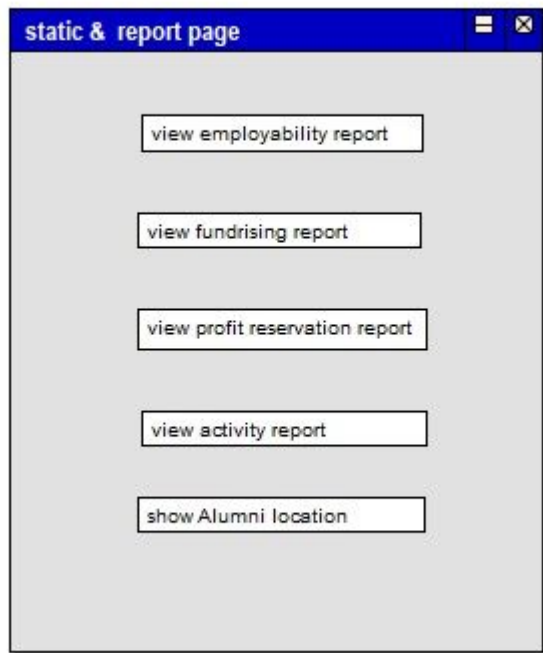 static & report page
view employability report
view fundrising report
view profit reservation report
view activity report
show Alumni location